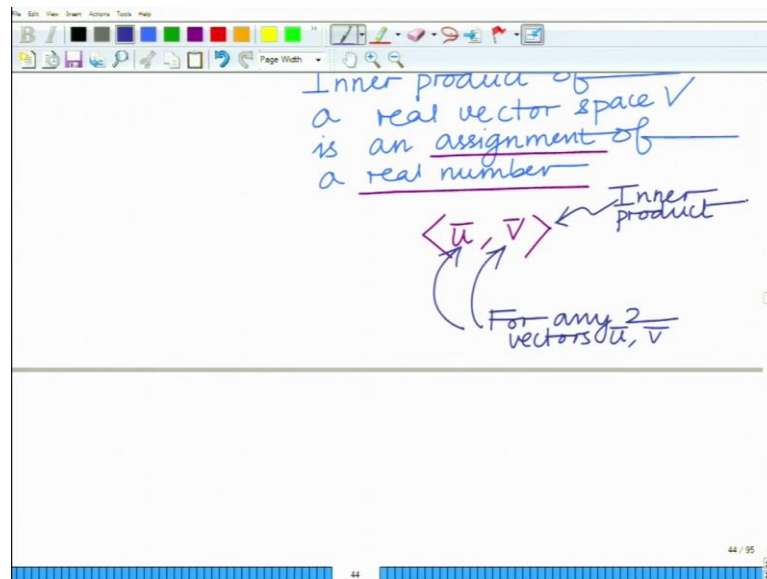 File Edit View Insert Actions Tools Help
B I
Page Width
Inner product of
a real vector space V
is an assignment of
a real number
Inner
product
⟨u̅, v̅⟩
For any 2
vectors u̅, v̅
44 / 95
44